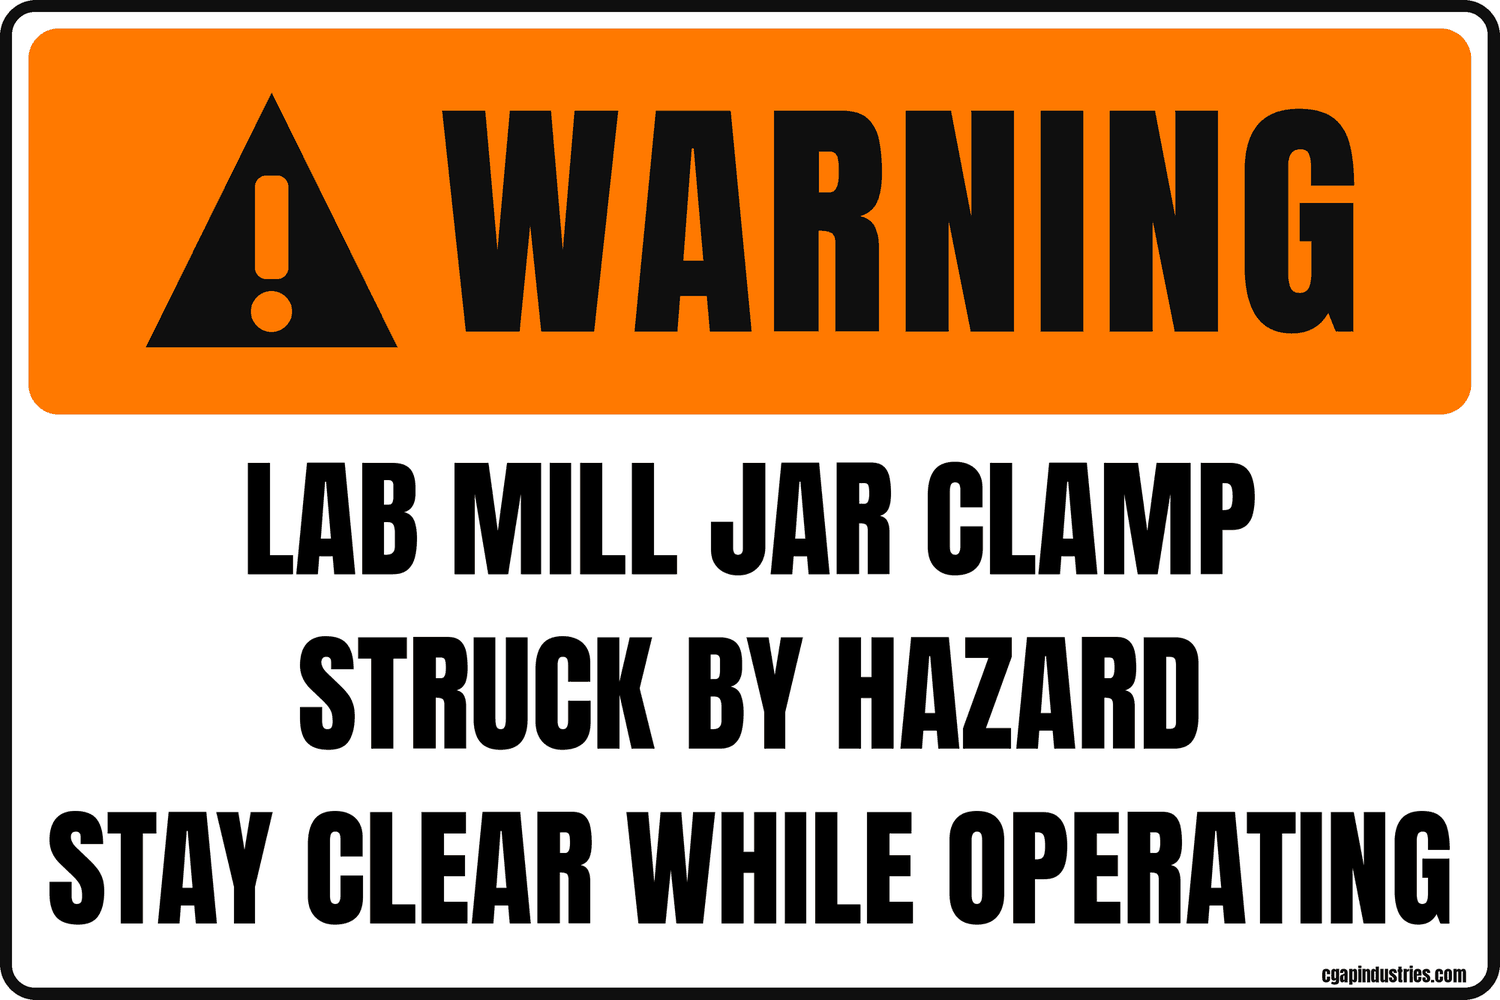 WARNING
LAB MILL JAR CLAMP
STRUCK BY HAZARD
STAY CLEAR WHILE OPERATING
cgapindustries.com